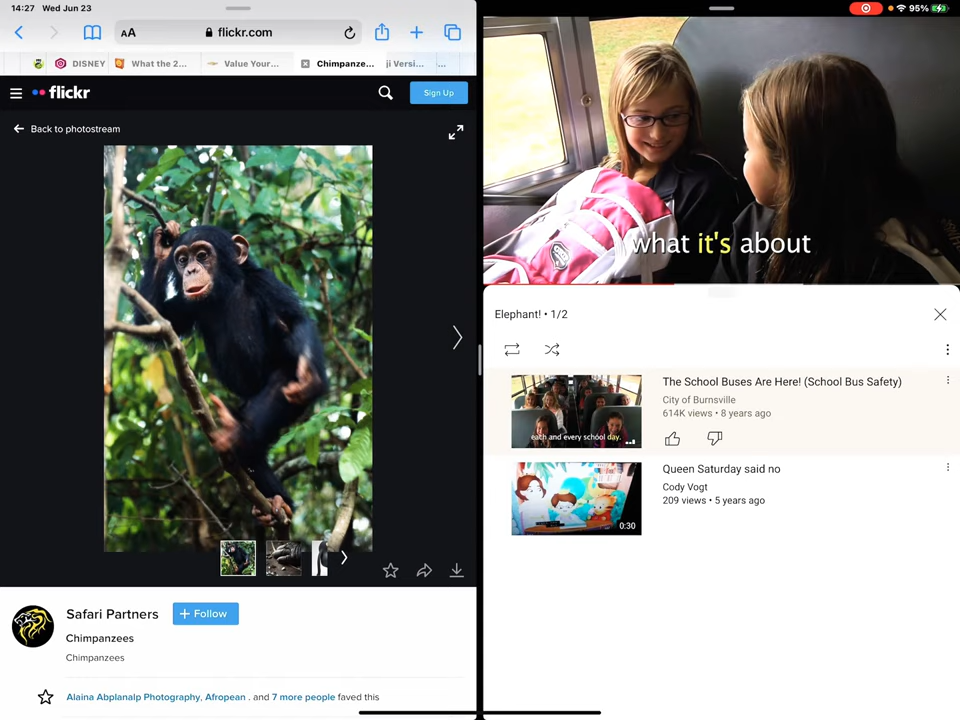 14:27 Wed Jun 23
AA flickr.com
DISNEY
What the 2...
Value Your...
Chimpanze...
ji Versi...
...
flickr
Sign Up
Back to photostream
Safari Partners
+ Follow
Chimpanzees
Chimpanzees
Alaina Abplanalp Photography, Afropean . and 7 more people faved this
95%
what it's about
Elephant! • 1/2
each and every school day.
The School Buses Are Here! (School Bus Safety)
City of Burnsville
614K views • 8 years ago
0:30
Queen Saturday said no
Cody Vogt
209 views • 5 years ago